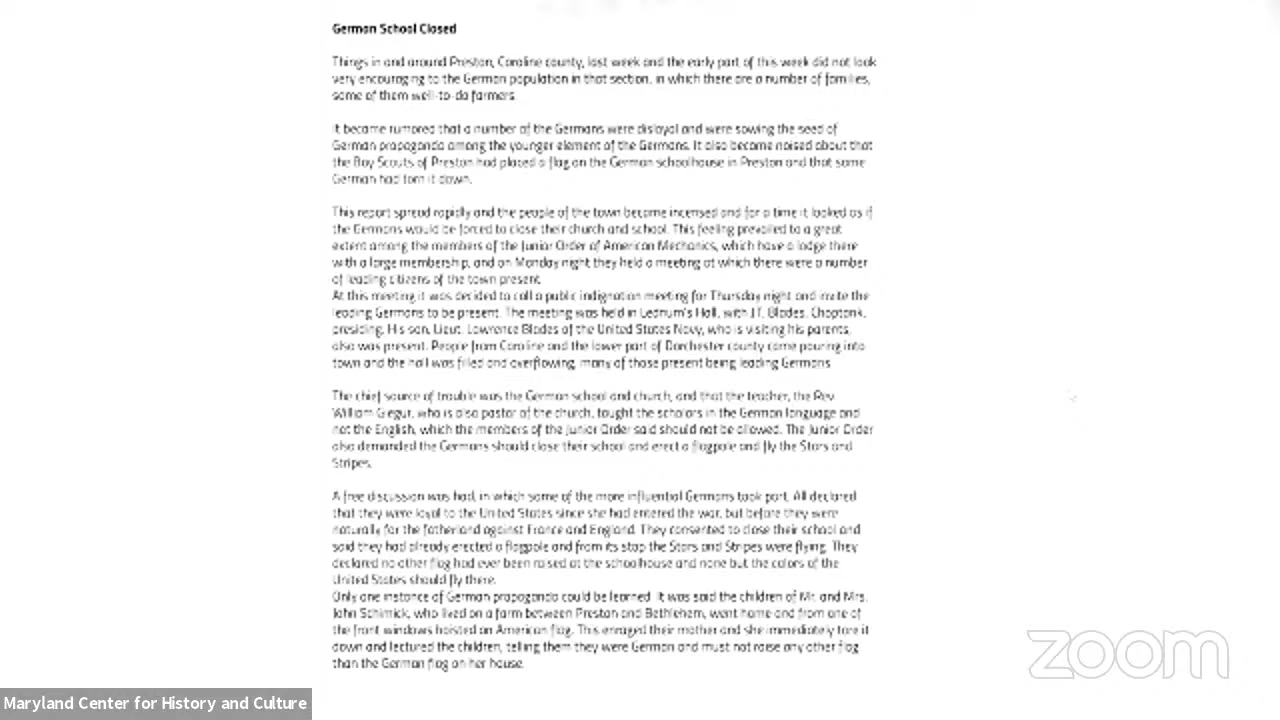 German School Closed
Things in and around Preston, Caroline county, last week and the early part of this week did not look
very encouraging to the German population in that section, in which there are a number of families,
some of them well-to-do farmers.
It became rumored that a number of the Germans were disloyal and were sowing the seed of
German propaganda among the younger element of the Germans. It also became noised about that
the Boy Scouts of Preston had placed a flag on the German schoolhouse in Preston and that some
German had torn it down.
This report spread rapidly and the people of the town became incensed and for a time it looked as if
the Germans would be forced to close their church and school. This feeling prevailed to a great
extent among the members of the Junior Order of American Mechanics, which have a lodge there
with a large membership, and on Monday night they held a meeting at which there were a number
of leading citizens of the town present.
At this meeting it was decided to call a public indignation meeting for Thursday night and invite the
leading Germans to be present. The meeting was held in Lednum's Hall, with J.T. Blades, Choptank,
presiding. His son, Lieut. Lawrence Blades of the United States Navy, who is visiting his parents,
also was present. People from Caroline and the lower part of Dorchester county came pouring into
town and the hall was filled and overflowing, many of those present being leading Germans.
The chief source of trouble was the German school and church, and that the teacher, the Rev.
William Giegur, who is also pastor of the church, taught the scholars in the German language and
not the English, which the members of the Junior Order said should not be allowed. The Junior Order
also demanded the Germans should close their school and erect a flagpole and fly the Stars and
Stripes.
A free discussion was had, in which some of the more influential Germans took part. All declared
that they were loyal to the United States since she had entered the war, but before they were
naturally for the fatherland against France and England. They consented to close their school and
said they had already erected a flagpole and from its stop the Stars and Stripes were flying. They
declared no other flag had ever been raised at the schoolhouse and none but the colors of the
United States should fly there.
Only one instance of German propaganda could be learned. It was said the children of Mr. and Mrs.
John Schimick, who lived on a farm between Preston and Bethlehem, went home and from one of
the front windows hoisted an American flag. This enraged their mother and she immediately tore it
down and lectured the children, telling them they were German and must not raise any other flag
than the German flag on her house.
zoom
Maryland Center for History and Culture